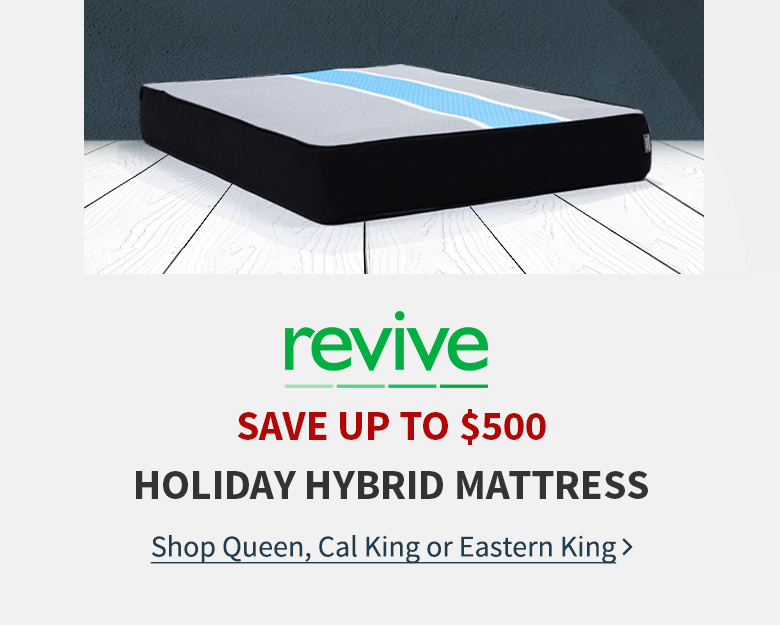 revive
SAVE UP TO $500
HOLIDAY HYBRID MATTRESS
Shop Queen, Cal King or Eastern King >